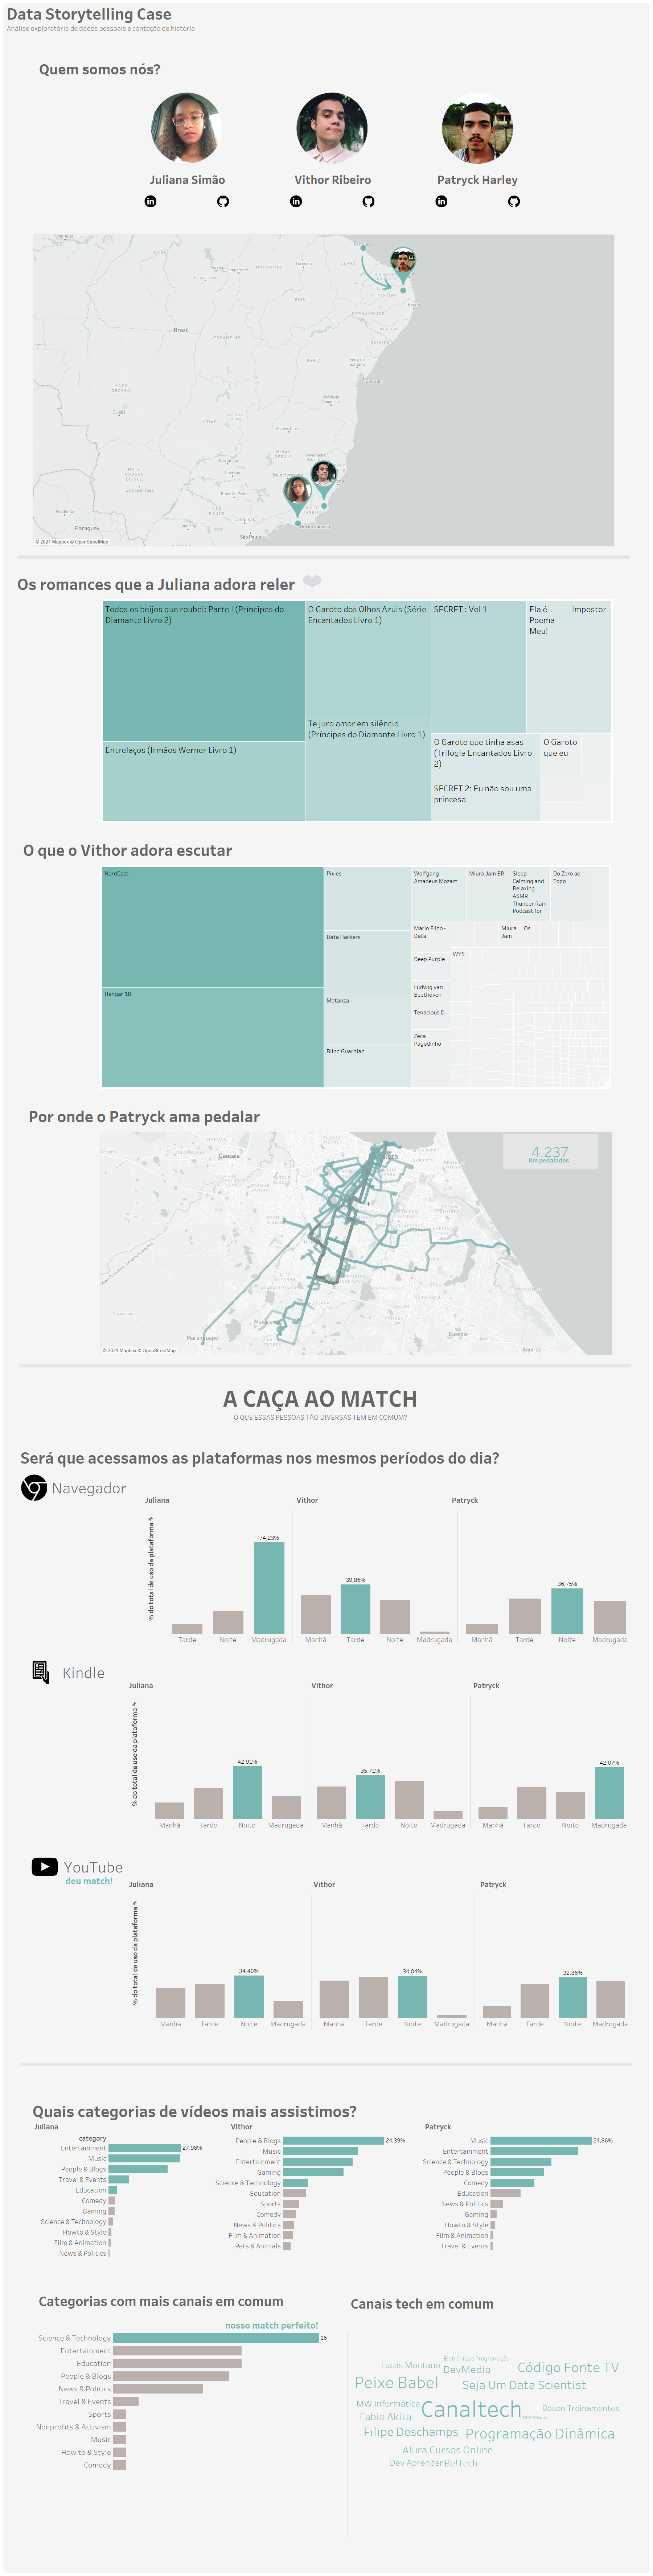 Data Storytelling Case
Análise exploratória de dados pessoais e contação de história
Quem somos nós?
Juliana Simão
Vithor Ribeiro
Patryck Harley
Brazil
Paraguay
© 2021 Mapbox © OpenStreetMap
Os romances que a Juliana adora reler
Todos os beijos que roubei: Parte I (Príncipes do
Diamante Livro 2)
O Garoto dos Olhos Azuis (Série
Encantados Livro 1)
SECRET : Vol 1
Ela é
Poema
Meu!
Impostor
Te juro amor em silêncio
(Príncipes do Diamante Livro 1)
Entrelaços (Irmãos Werner Livro 1)
O Garoto que tinha asas
(Trilogia Encantados Livro
2)
O Garoto
que eu
SECRET 2: Eu não sou uma
princesa
O que o Vithor adora escutar
NerdCast
Hangar 18
Pixies
Data Hackers
Matanza
Blind Guardian
Wolfgang
Amadeus Mozart
Miura Jam BR
Sleep
Calming and
Relaxing
ASMR
Thunder Rain
Podcast for
Do Zero ao
Topo
Mario Filho -
Data
Miura
Jam
Os
Deep Purple
WYS
Ludwig van
Beethoven
Tenacious D
Zeca
Pagodinho
Por onde o Patryck ama pedalar
Caucaia
4.237
Km pedalados
Maranguape
Eusébio
Aquiraz
© 2021 Mapbox © OpenStreetMap
A CAÇA AO MATCH
O QUE ESSAS PESSOAS TÃO DIVERSAS TEM EM COMUM?
Será que acessamos as plataformas nos mesmos períodos do dia?
Navegador
Juliana
Vithor
Patryck
% do total de uso da plataforma
74,23%
39,86%
36,75%
Tarde Noite Madrugada Manhã Tarde Noite Madrugada Manhã Tarde Noite Madrugada
Kindle
Juliana
Vithor
Patryck
% do total de uso da plataforma
42,91%
35,71%
42,07%
Manhã Tarde Noite Madrugada Manhã Tarde Noite Madrugada Manhã Tarde Noite Madrugada
YouTube
deu match!
Juliana
Vithor
Patryck
% do total de uso da plataforma
34,40%
34,04%
32,86%
Manhã Tarde Noite Madrugada Manhã Tarde Noite Madrugada Manhã Tarde Noite Madrugada
Quais categorias de vídeos mais assistimos?
Juliana
category
Entertainment 27,98%
Music
People & Blogs
Travel & Events
Education
Comedy
Gaming
Science & Technology
Howto & Style
Film & Animation
News & Politics
Vithor
People & Blogs 24,39%
Music
Entertainment
Gaming
Science & Technology
Education
Sports
Comedy
News & Politics
Film & Animation
Pets & Animals
Patryck
Music 24,86%
Entertainment
Science & Technology
People & Blogs
Comedy
Education
News & Politics
Gaming
Howto & Style
Film & Animation
Travel & Events
Categorias com mais canais em comum
nosso match perfeito!
Science & Technology 16
Entertainment
Education
People & Blogs
News & Politics
Travel & Events
Sports
Nonprofits & Activism
Music
How to & Style
Comedy
Canais tech em comum
Eletrônica e Programação
Lucas Montano
DevMedia
Código Fonte TV
Peixe Babel
Seja Um Data Scientist
MW Informática
Canaltech
Bóson Treinamentos
Fabio Akita
Filipe Deschamps
Programação Dinâmica
Alura Cursos Online
Dev Aprender
Be!Tech